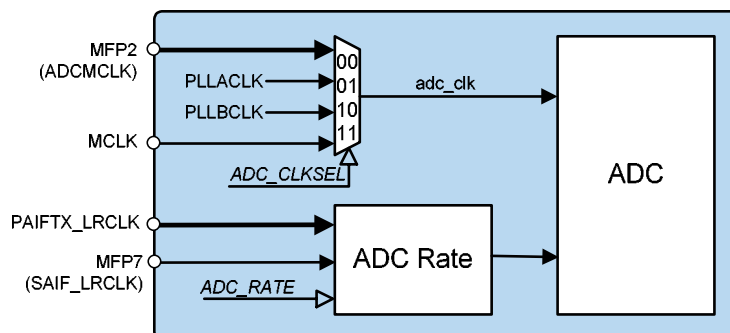 MFP2
(ADCMCLK)
00
PLLACLK
01
adc_clk
PLLBCLK
10
MCLK
11
ADC_CLKSEL
ADC
PAIFTX_LRCLK
ADC Rate
MFP7
(SAIF_LRCLK)
ADC_RATE